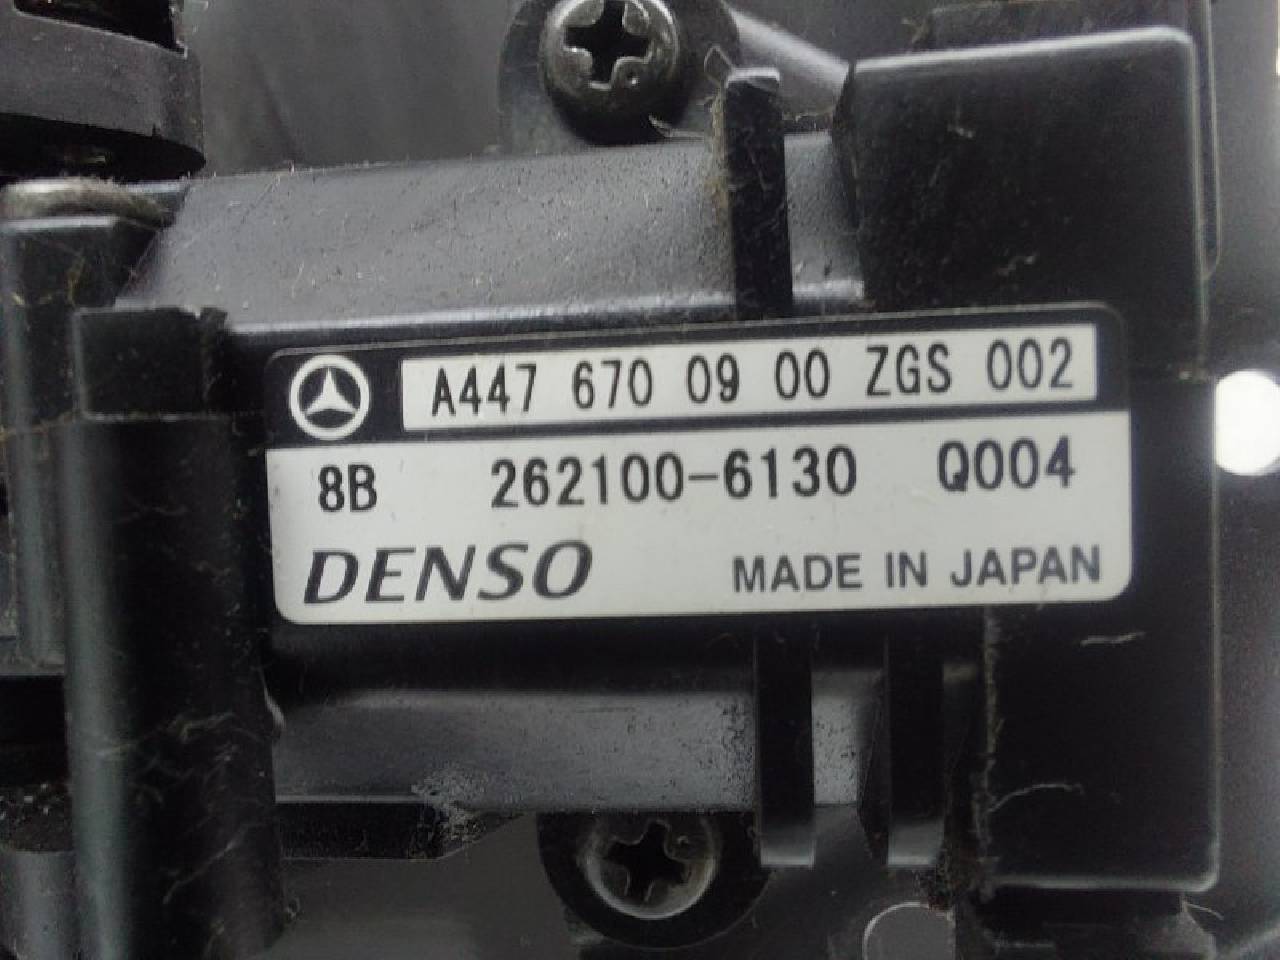 A447 670 09 00 ZGS 002
8B 262100-6130 Q004
DENSO MADE IN JAPAN